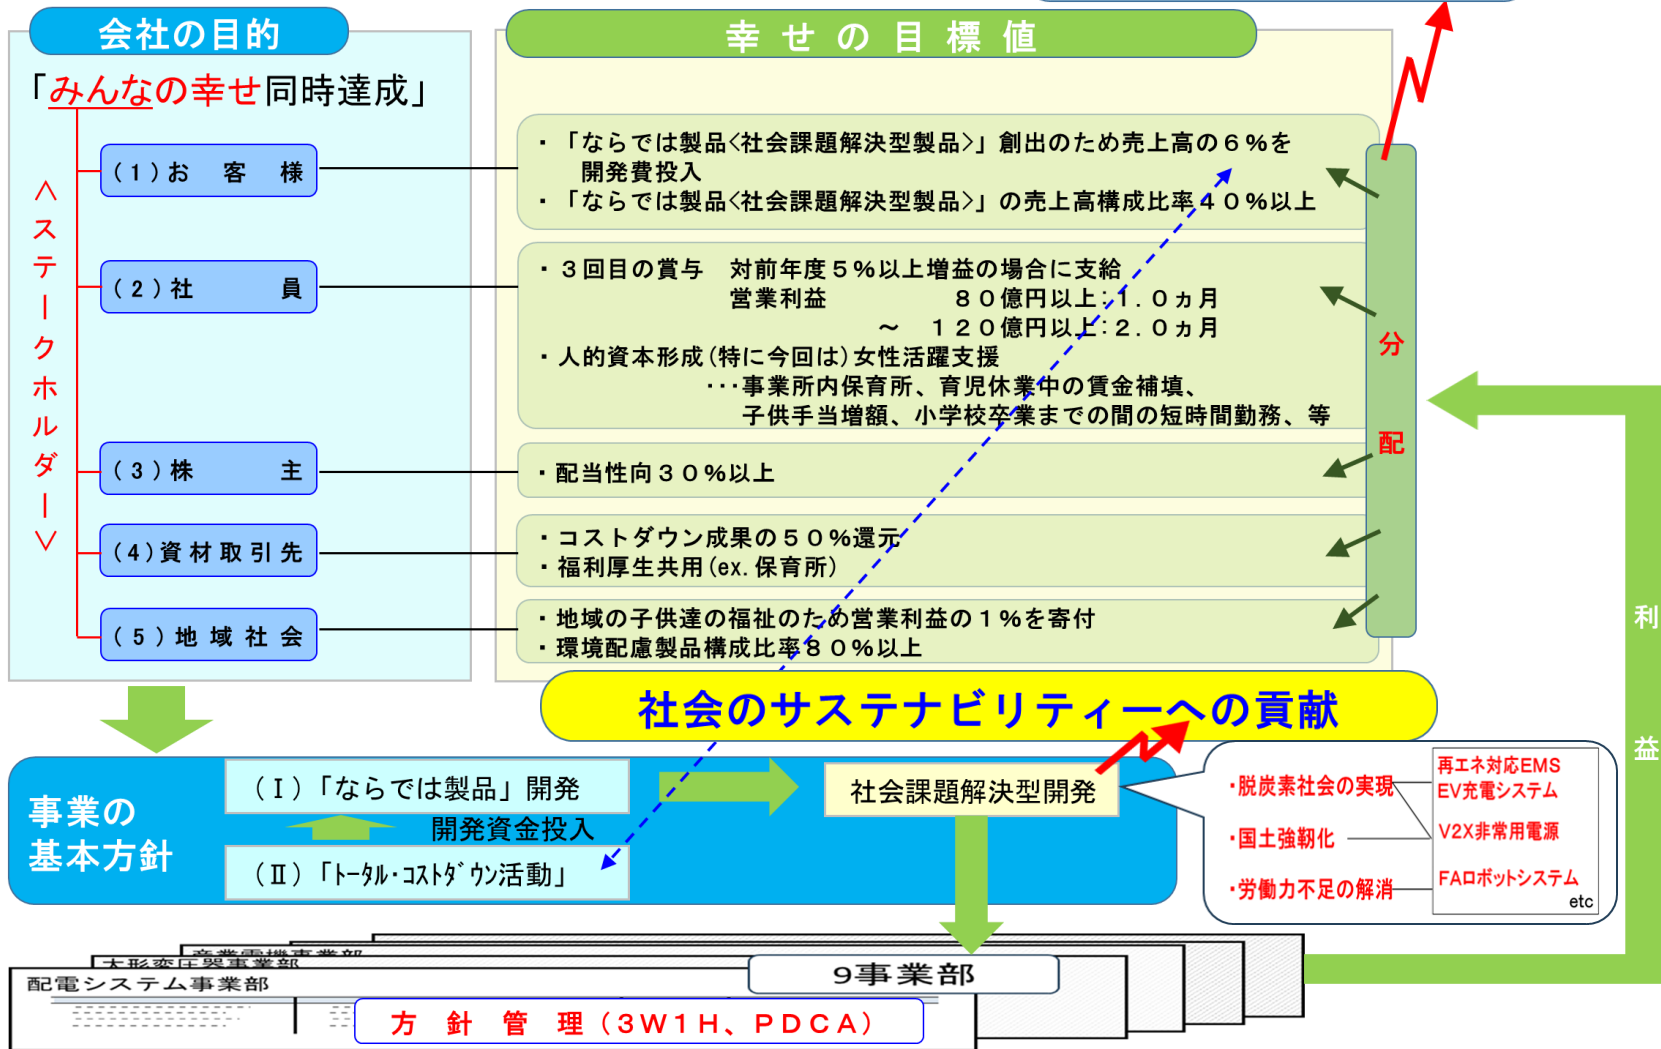 会社の目的
「みんなの幸せ同時達成」
＜ステークホルダー＞
(1)お客様
(2)社員
(3)株主
(4)資材取引先
(5)地域社会
幸せの目標値
・「ならでは製品<社会課題解決型製品>」創出のため売上高の６％を
開発費投入
・「ならでは製品<社会課題解決型製品>」の売上高構成比率４０％以上
・３回目の賞与　対前年度５％以上増益の場合に支給
営業利益　８０億円以上：１．０ヵ月
～　１２０億円以上：２．０ヵ月
・人的資本形成(特に今回は)女性活躍支援
･･･事業所内保育所、育児休業中の賃金補填、
子供手当増額、小学校卒業までの間の短時間勤務、等
・配当性向３０％以上
・コストダウン成果の５０％還元
・福利厚生共用(ex.保育所)
・地域の子供達の福祉のため営業利益の１％を寄付
・環境配慮製品構成比率８０％以上
分配
利益
社会のサステナビリティーへの貢献
事業の
基本方針
(Ⅰ)「ならでは製品」開発
開発資金投入
(Ⅱ)「ﾄｰﾀﾙ･ｺｽﾄﾀﾞｳﾝ活動」
社会課題解決型開発
・脱炭素社会の実現
・国土強靭化
・労働力不足の解消
再エネ対応EMS
EV充電システム
V2X非常用電源
FAロボットシステム
etc
産業電機事業部
大形変圧器事業部
配電システム事業部
9事業部
方針管理(3W1H、PDCA)